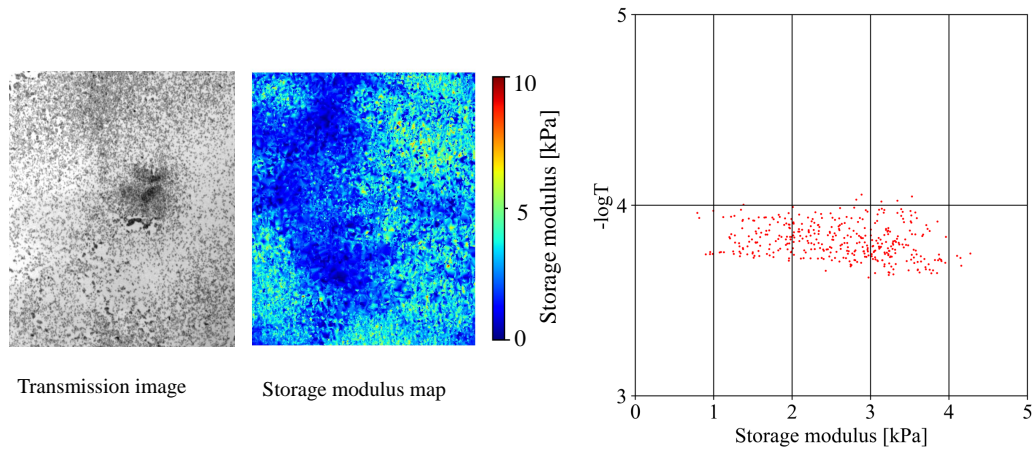 Transmission image
Storage modulus map
10
5
0
Storage modulus [kPa]
5
4
3
-logT
0 1 2 3 4 5
Storage modulus [kPa]